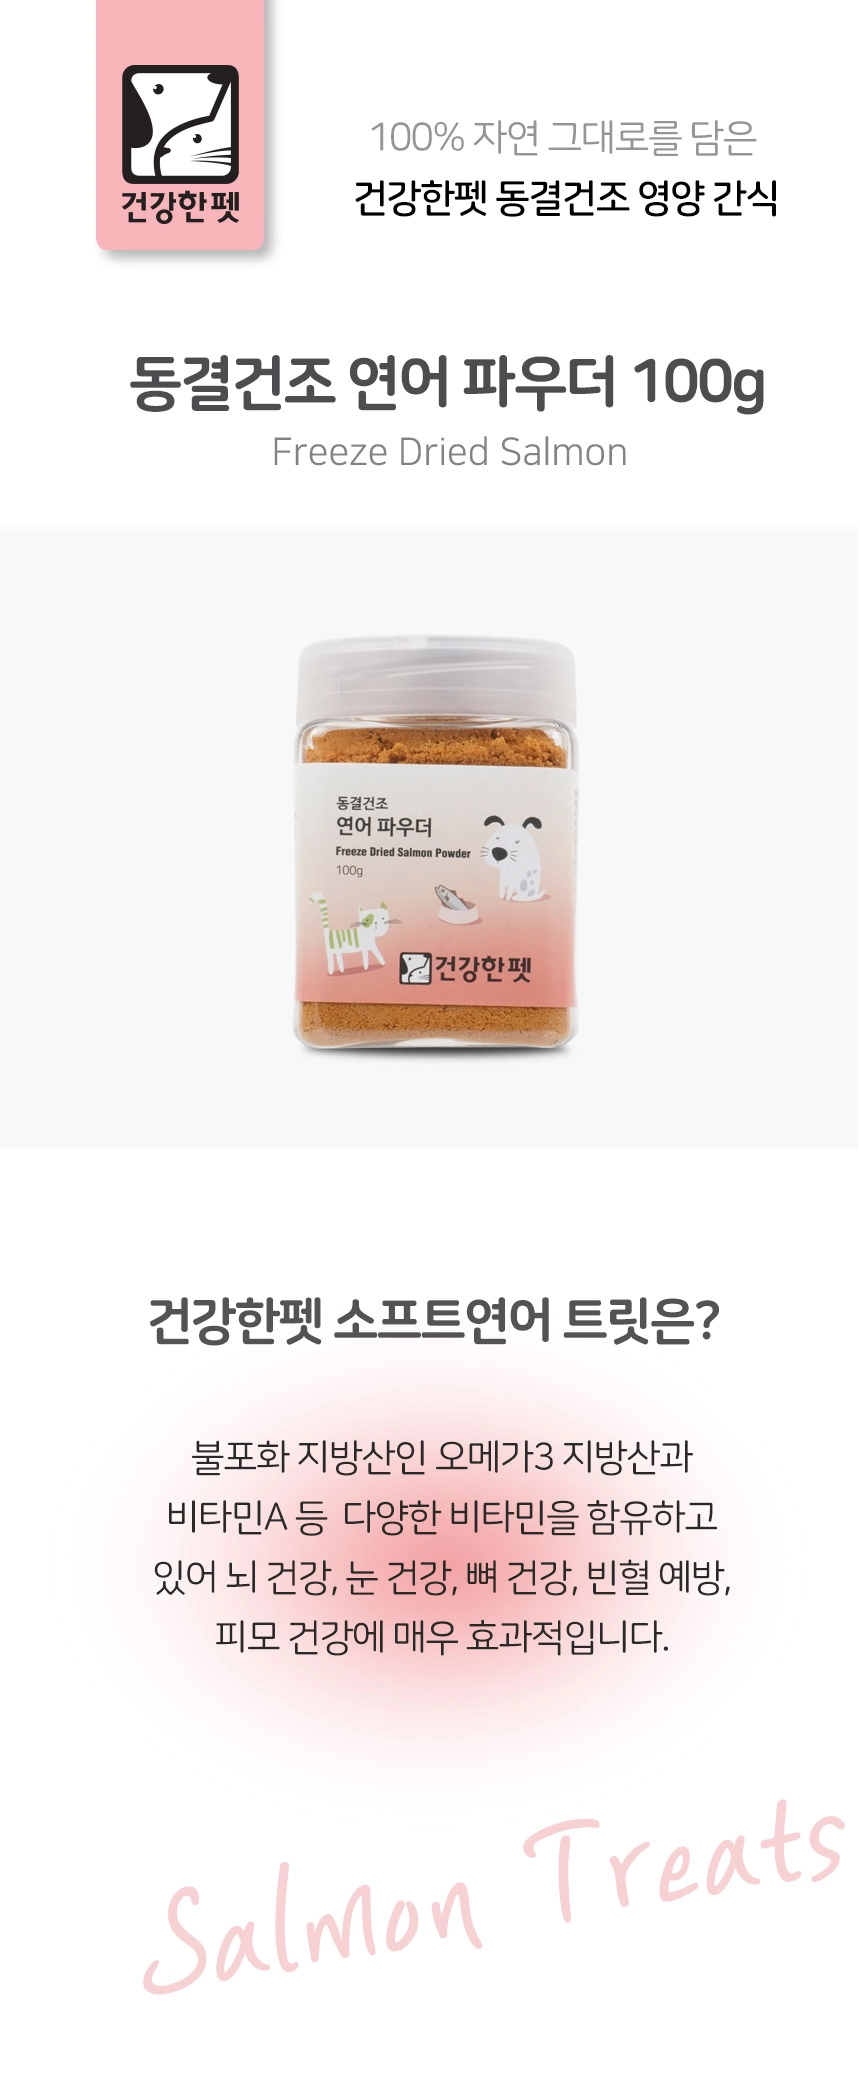 건강한펫
100% 자연 그대로를 담은
건강한펫 동결건조 영양 간식
동결건조 연어 파우더 100g
Freeze Dried Salmon
동결건조
연어 파우더
Freeze Dried Salmon Powder
100g
건강한펫
건강한펫 소프트연어 트릿은?
불포화 지방산인 오메가3 지방산과
비타민A 등 다양한 비타민을 함유하고
있어 뇌 건강, 눈 건강, 뼈 건강, 빈혈 예방,
피모 건강에 매우 효과적입니다.
Salmon Treats